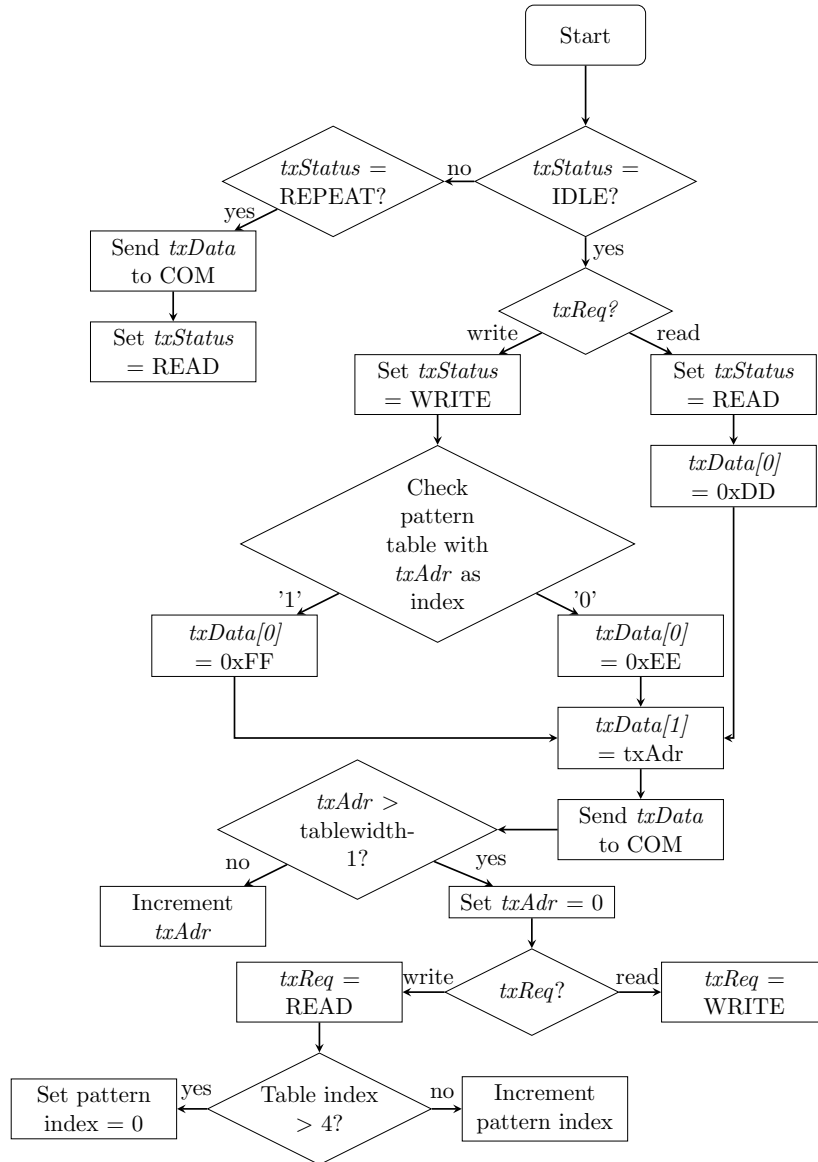 Start
txStatus =
REPEAT?
no
txStatus =
IDLE?
yes
Send txData
to COM
yes
Set txStatus
= READ
txReq?
write
read
Set txStatus
= WRITE
Set txStatus
= READ
txData[0]
= 0xDD
Check
pattern
table with
txAdr as
index
'1'
'0'
txData[0]
= 0xFF
txData[0]
= 0xEE
txData[1]
= txAdr
txAdr >
tablewidth-
1?
Send txData
to COM
no
yes
Increment
txAdr
Set txAdr = 0
txReq =
READ
write
txReq?
read
txReq =
WRITE
Set pattern
index = 0
yes
Table index
> 4?
no
Increment
pattern index